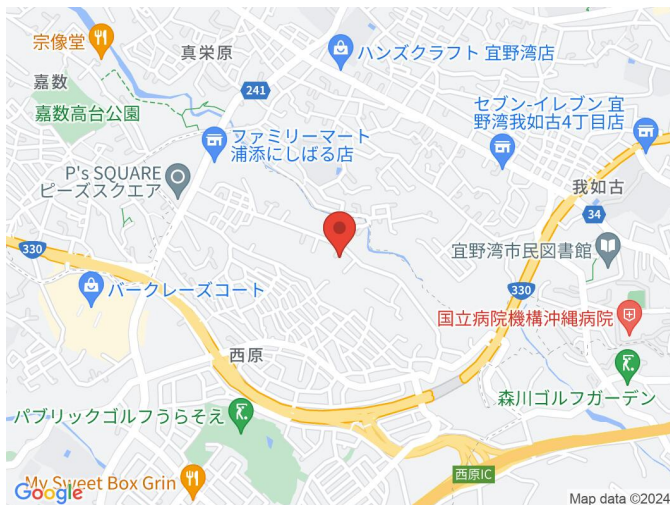 宗像堂
真栄原
ハンズクラフト 宜野湾店
嘉数
嘉数高台公園
241
セブン-イレブン 宜
野湾我如古4丁目店
ファミリーマート
浦添にしばる店
P's SQUARE
ピーズスクエア
我如古
34
330
宜野湾市民図書館
330
バークレーズコート
国立病院機構沖縄病院
西原
森川ゴルフガーデン
パブリックゴルフうらそえ
西原IC
My Sweet Box Grin
Google
Map data ©2024